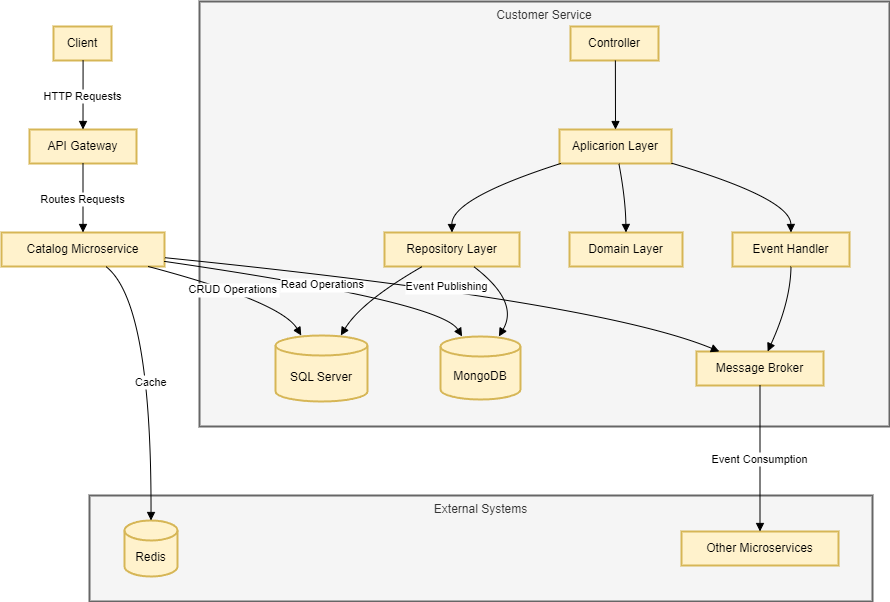 Customer Service
Client
Controller
HTTP Requests
API Gateway
Aplicarion Layer
Routes Requests
Catalog Microservice
Repository Layer
Domain Layer
Event Handler
CRUD Operations
Read Operations
Event Publishing
SQL Server
MongoDB
Message Broker
Cache
Event Consumption
External Systems
Redis
Other Microservices